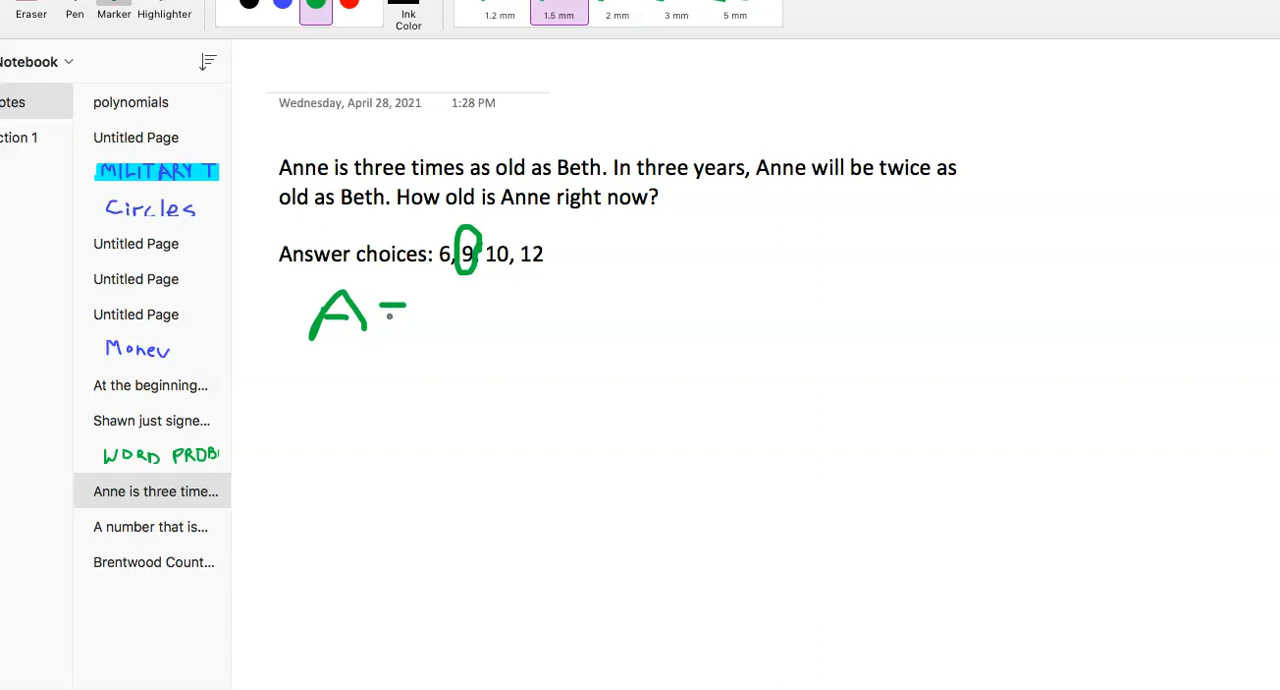 Eraser Pen Marker Highlighter
Ink
Color
1.2 mm 1.5 mm 2 mm 3 mm 5 mm
Notebook
otes
ction 1
polynomials
Untitled Page
MILITARY T
Circles
Untitled Page
Untitled Page
Untitled Page
Money
At the beginning...
Shawn just signe...
WORD PROB
Anne is three time...
A number that is...
Brentwood Count...
Wednesday, April 28, 2021 1:28 PM
Anne is three times as old as Beth. In three years, Anne will be twice as
old as Beth. How old is Anne right now?
Answer choices: 6, 9, 10, 12
A =